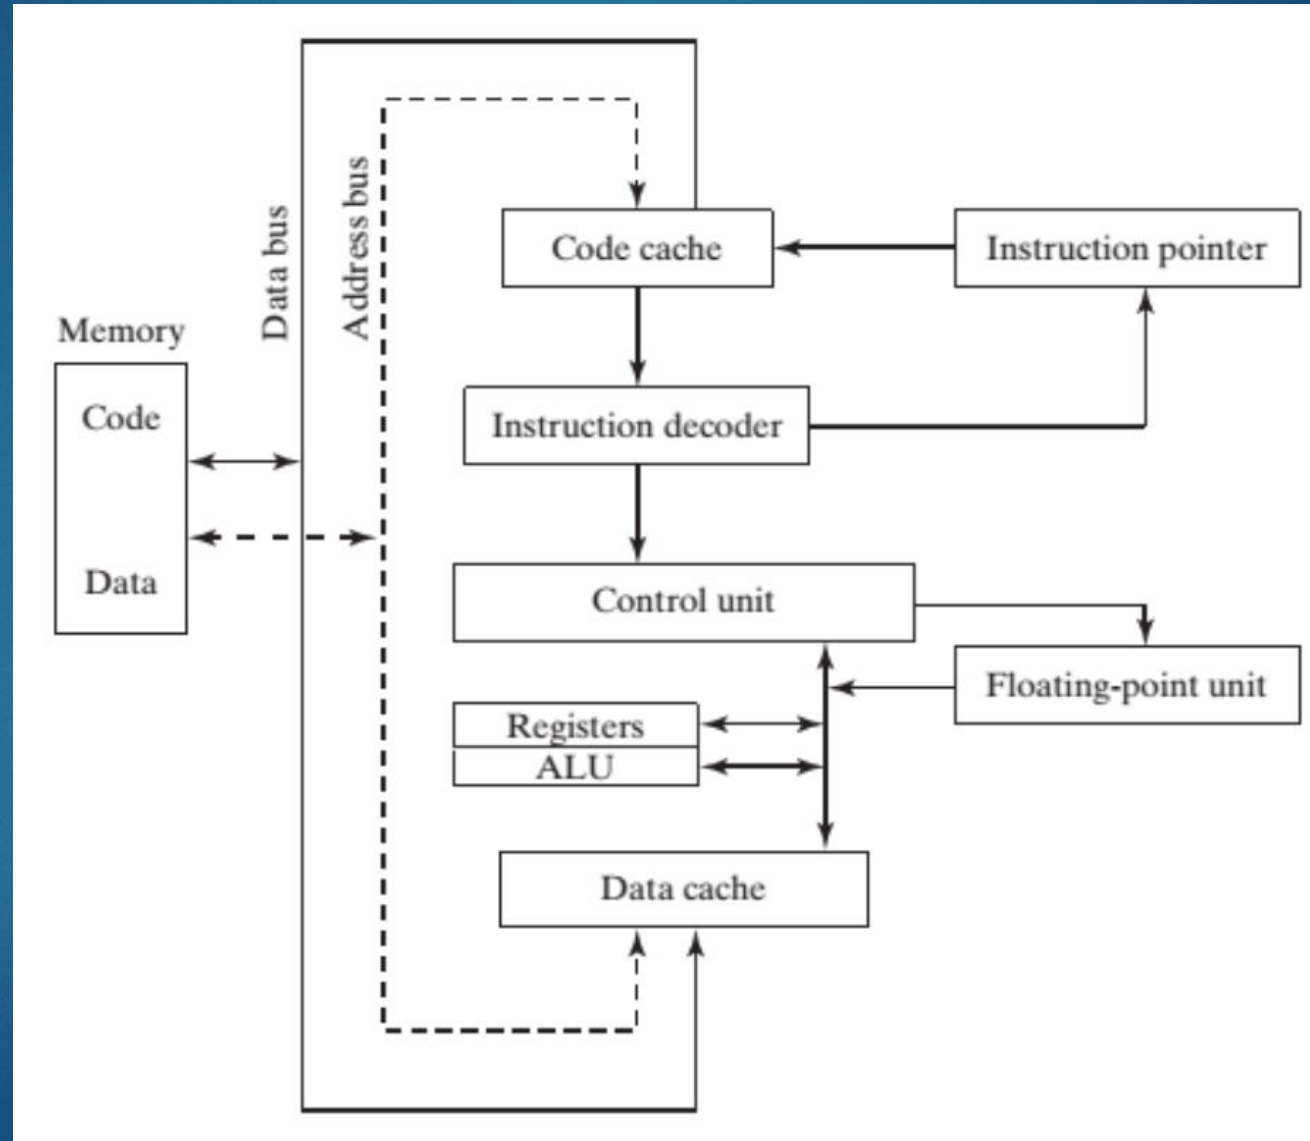 Data bus
Address bus
Code cache
Instruction pointer
Memory
Code
Data
Instruction decoder
Control unit
Floating-point unit
Registers
ALU
Data cache